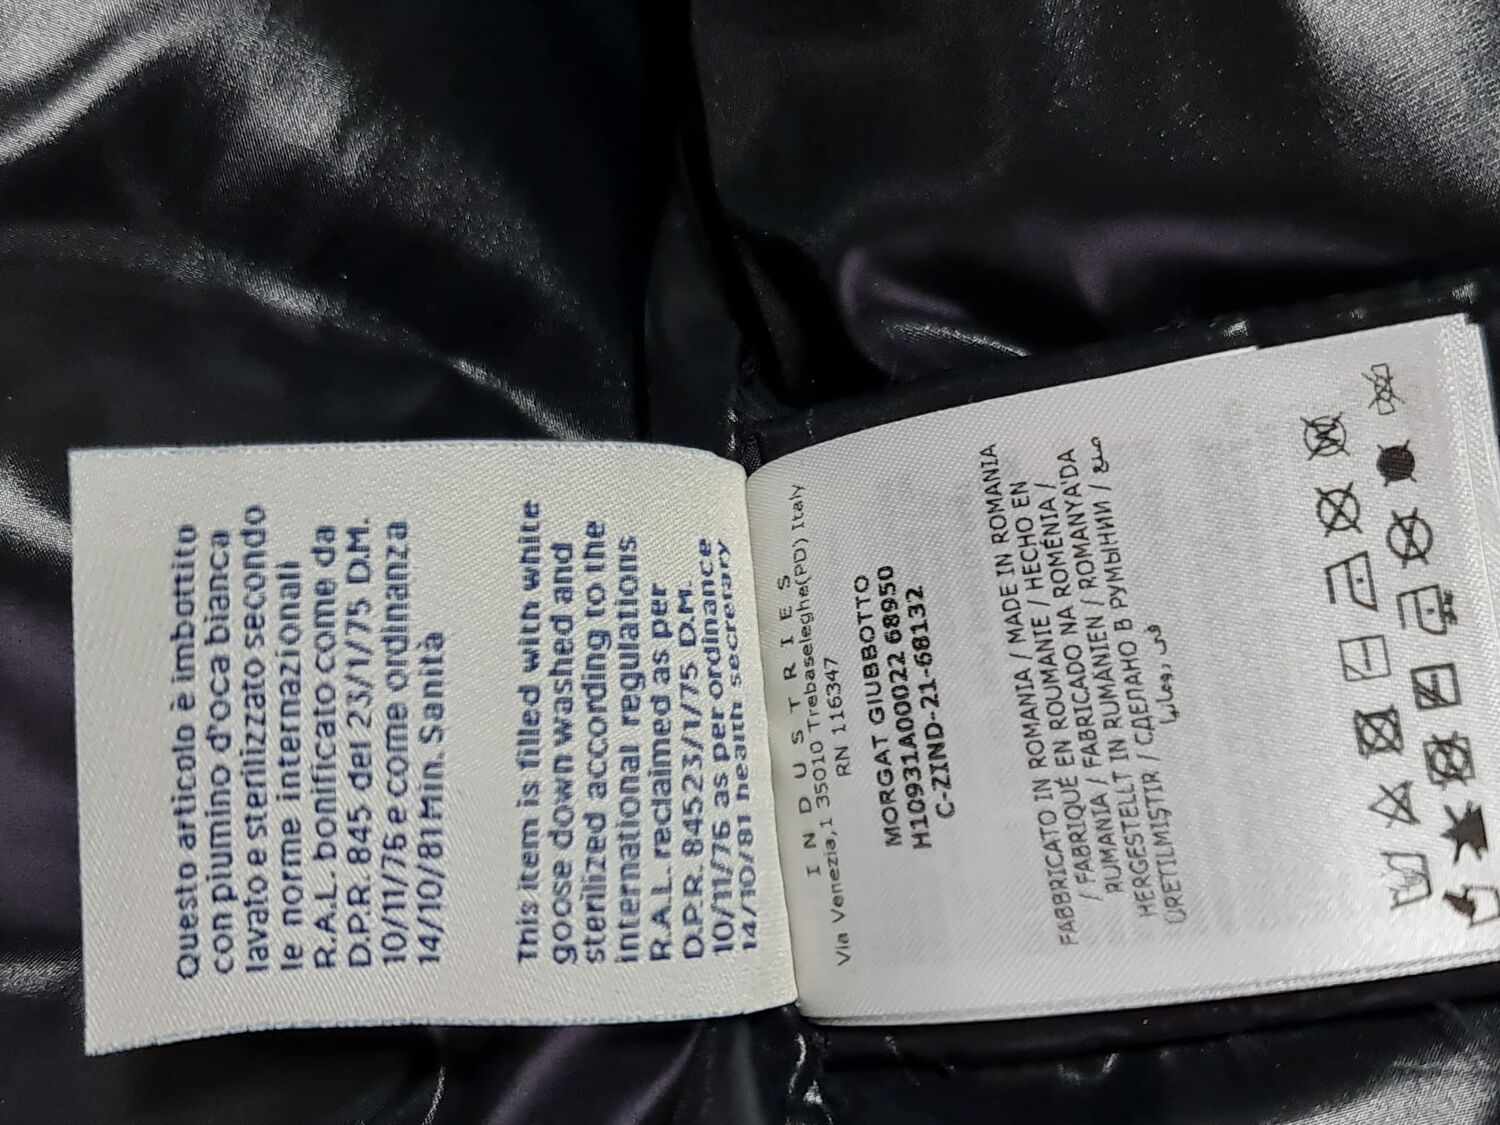 Questo articolo è imbottito
con piumino d'oca bianca
lavato e sterilizzato secondo
le norme internazionali
R.A.L. bonificato come da
D.P.R. 845 del 23/1/75 D.M.
10/11/76 e come ordinanza
14/10/81 Min. Sanità
This item is filled with white
goose down washed and
sterilized according to the
international regulations
R.A.L. reclaimed as per
D.P.R. 84523/1/75 D.M.
10/11/76 as per ordinance
14/10/81 health secretary
INDUSTRIES
Via Venezia,1 35010 Trebaseleghe(PD) Italy
RN 116347
MORGAT GIUBBOTTO
H10931A00022 68950
C-ZIND-21-68132
FABBRICATO IN ROMANIA / MADE IN ROMANIA
/ FABRIQUÉ EN ROUMANIE / HECHO EN
RUMANÍA / FABRICADO NA ROMÉNIA /
HERGESTELLT IN RUMÄNIEN / ROMANYA'DA
ÜRETILMIŞTIR / СДЕЛАНО В РУМЫНИИ / صنع
في رومانيا